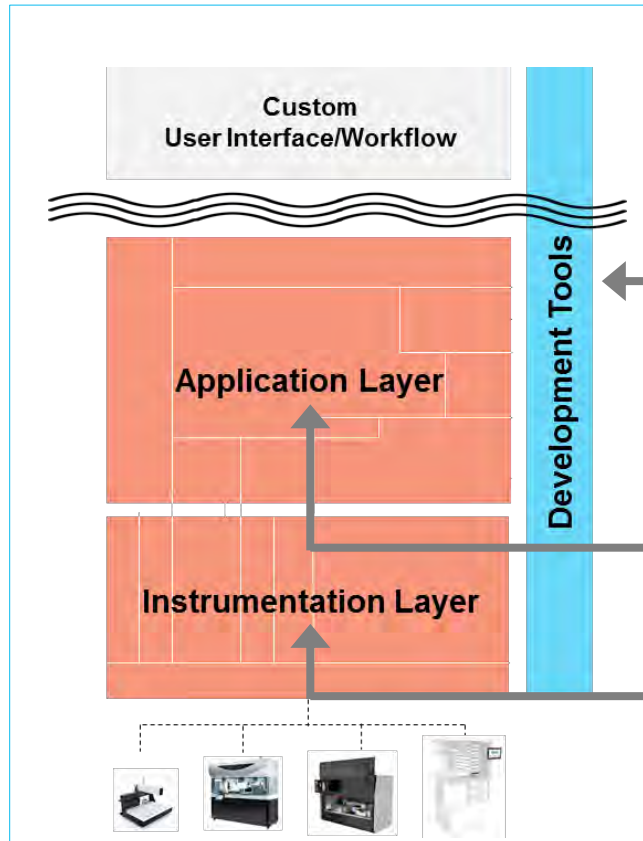 Custom
User Interface/Workflow
Development Tools
Application Layer
Instrumentation Layer